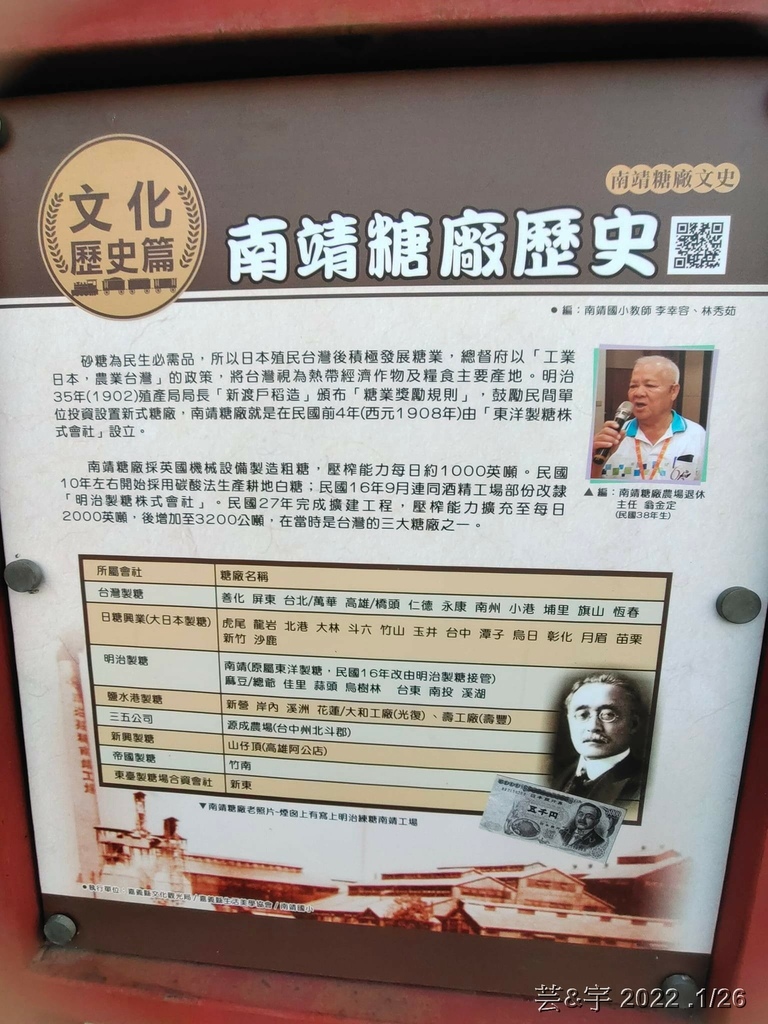 南靖糖廠文史
文化
歷史篇
南靖糖廠歷史
●編：南靖國小教師 李幸容、林秀茹
砂糖為民生必需品，所以日本殖民台灣後積極發展糖業，總督府以「工業
日本，農業台灣」的政策，將台灣視為熱帶經濟作物及糧食主要產地。明治
35年(1902)殖產局局長「新渡戶稻造」頒布「糖業獎勵規則」，鼓勵民間單
位投資設置新式糖廠，南靖糖廠就是在民國前4年(西元1908年)由「東洋製糖株
式會社」設立。
南靖糖廠採英國機械設備製造粗糖，壓榨能力每日約1000英噸。民國
10年左右開始採用碳酸法生產耕地白糖；民國16年9月連同酒精工場部份改隸
「明治製糖株式會社」。民國27年完成擴建工程，壓榨能力擴充至每日
2000英噸，後增加至3200公噸，在當時是台灣的三大糖廠之一。
▲編：南靖糖廠農場退休
主任 翁金定
(民國38年生)
所屬會社 糖廠名稱
台灣製糖 善化 屏東 台北/萬華 高雄/橋頭 仁德 永康 南州 小港 埔里 旗山 恆春
日糖興業(大日本製糖) 虎尾 龍岩 北港 大林 斗六 竹山 玉井 台中 潭子 烏日 彰化 月眉 苗栗
新竹 沙鹿
明治製糖 南靖(原屬東洋製糖，民國16年改由明治製糖接管)
麻豆/總爺 佳里 蒜頭 烏樹林 台東 南投 溪湖
鹽水港製糖 新營 岸內 溪洲 花蓮/大和工廠(光復)、壽工廠(壽豐)
三五公司 源成農場(台中州北斗郡)
新興製糖 山仔頂(高雄阿公店)
帝國製糖 竹南
東臺製糖場合資會社 新東
五千円
▼南靖糖廠老照片-煙囪上有寫上明治練糖南靖工場
●執行單位：嘉義縣文化觀光局/嘉義縣生活美學協會/南靖國小
芸&宇 2022 .1/26